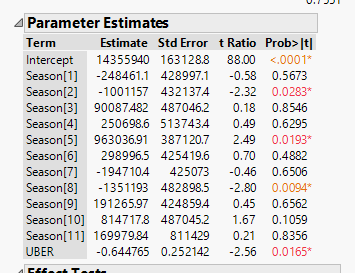 Parameter Estimates
Term Estimate Std Error t Ratio Prob>|t|
Intercept 14355940 163128.8 88.00 <.0001*
Season[1] -248461.1 428997.1 -0.58 0.5673
Season[2] -1001157 432137.4 -2.32 0.0283*
Season[3] 90087.482 487040.2 0.18 0.8546
Season[4] 250698.6 513743.4 0.49 0.6295
Season[5] 963036.91 387120.7 2.49 0.0193*
Season[6] 298996.5 425419.6 0.70 0.4882
Season[7] -194710.4 425073 -0.46 0.6506
Season[8] -1351193 482898.5 -2.80 0.0094*
Season[9] 191265.97 424859.4 0.45 0.6562
Season[10] 814717.8 487045.2 1.67 0.1059
Season[11] 169979.84 811429 0.21 0.8356
UBER -0.644765 0.252142 -2.56 0.0165*